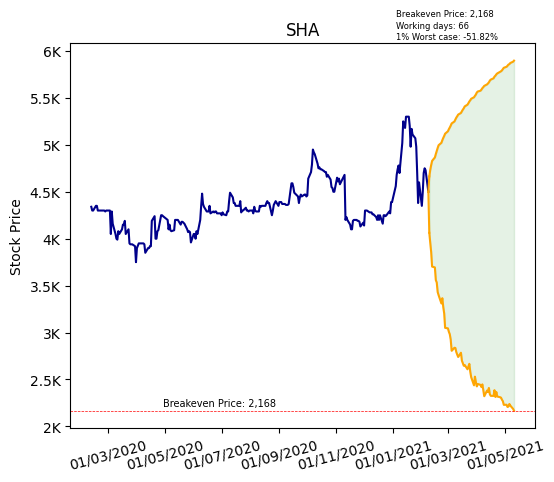 Breakeven Price: 2,168
Working days: 66
1% Worst case: -51.82%
SHA
6K
5.5K
5K
4.5K
4K
3.5K
3K
2.5K
2K
Stock Price
Breakeven Price: 2,168
01/03/2020
01/05/2020
01/07/2020
01/09/2020
01/11/2020
01/01/2021
01/03/2021
01/05/2021